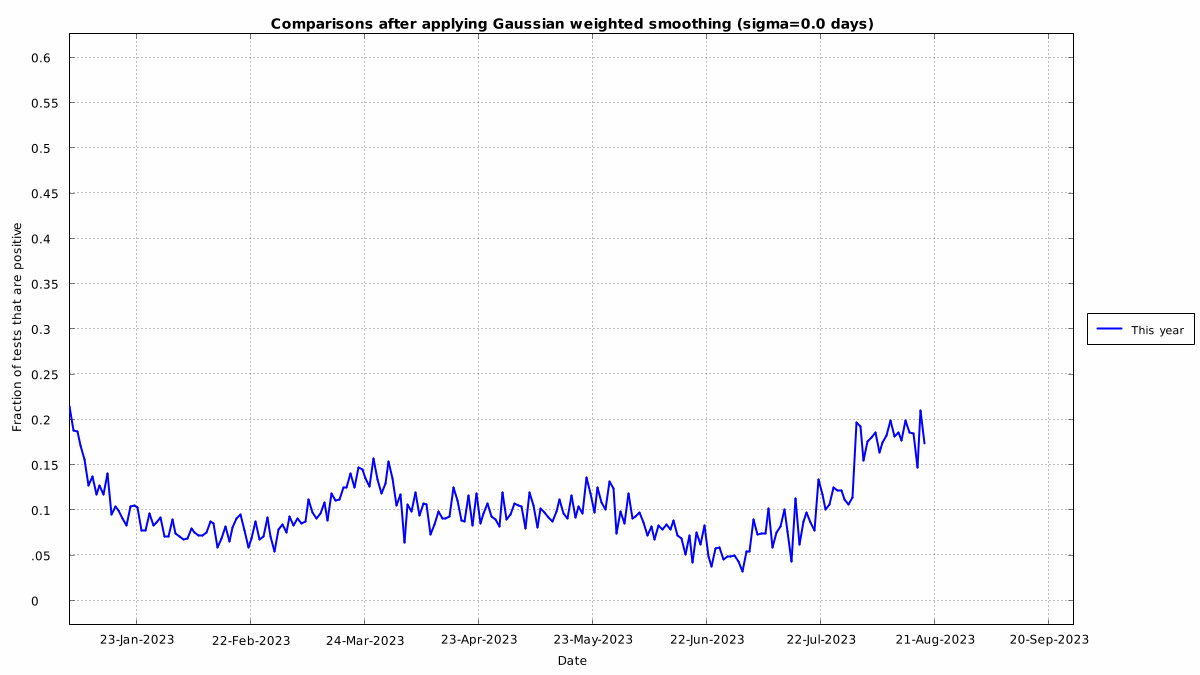 Comparisons after applying Gaussian weighted smoothing (sigma=0.0 days)
0.6
0.55
0.5
0.45
0.4
0.35
0.3
0.25
0.2
0.15
0.1
.05
0
Fraction of tests that are positive
23-Jan-2023 22-Feb-2023 24-Mar-2023 23-Apr-2023 23-May-2023 22-Jun-2023 22-Jul-2023 21-Aug-2023 20-Sep-2023
Date
This year